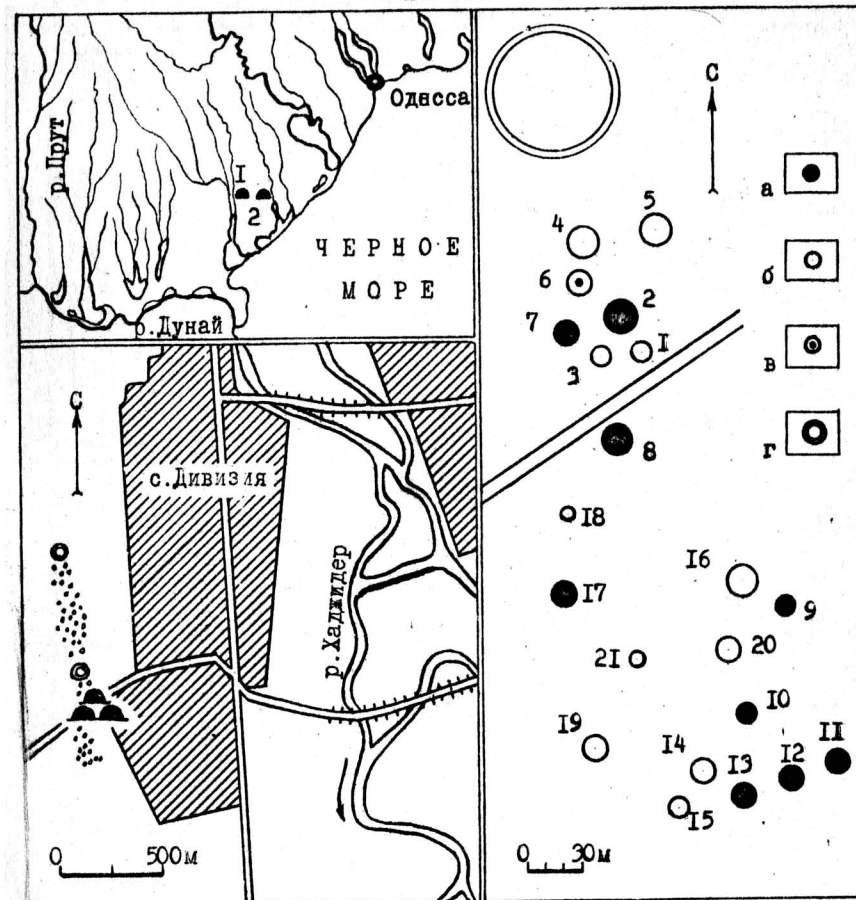 Одесса
р.Прут
I
2
ЧЕРНОЕ
МОРЕ
р.Дунай
С
с.Дивизия
р.Хаджидер
0 500м
С
а
б
в
г
5
4
6
2
7
3
I
8
I8
I6
I7
9
2I
20
I0
I9
I4
I3
I2
II
I5
0 30м